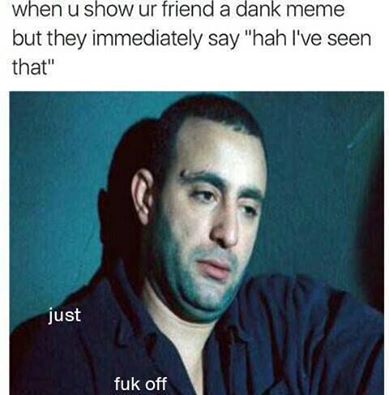 when u show ur friend a dank meme
but they immediately say "hah I've seen
that"
just
fuk off